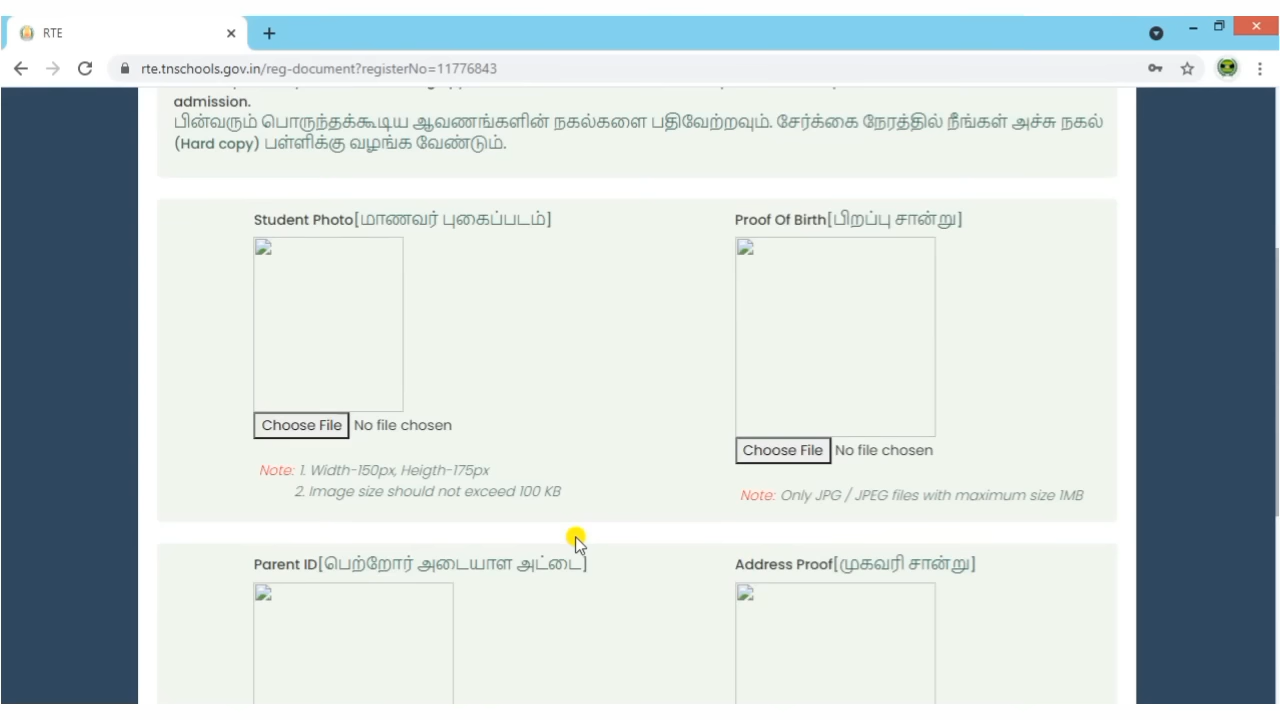 RTE
rte.tnschools.gov.in/reg-document?registerNo=11776843
admission.
பின்வரும் பொருந்தக்கூடிய ஆவணங்களின் நகல்களை பதிவேற்றவும். சேர்க்கை நேரத்தில் நீங்கள் அச்சு நகல்
(Hard copy) பள்ளிக்கு வழங்க வேண்டும்.
Student Photo[மாணவர் புகைப்படம்]
Proof Of Birth[பிறப்பு சான்று]
Choose File No file chosen
Choose File No file chosen
Note: 1. Width-150px, Heigth-175px
2. Image size should not exceed 100 KB
Note: Only JPG / JPEG files with maximum size 1MB
Parent ID[பெற்றோர் அடையாள அட்டை]
Address Proof[முகவரி சான்று]